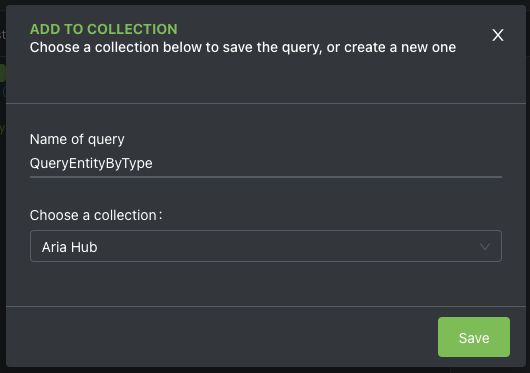 ADD TO COLLECTION
Choose a collection below to save the query, or create a new one
X
Name of query
QueryEntityByType
Choose a collection:
Aria Hub
Save